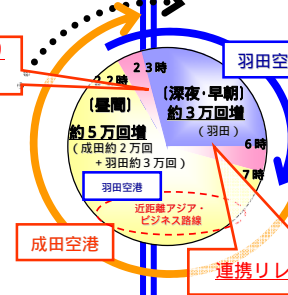 羽田空
23時
22時
〔深夜・早朝〕
約3万回増
(羽田)
〔昼間〕
約5万回増
(成田約2万回
+羽田約3万回)
6時
7時
羽田空港
近距離アジア・
ビジネス路線
成田空港
連携リレ